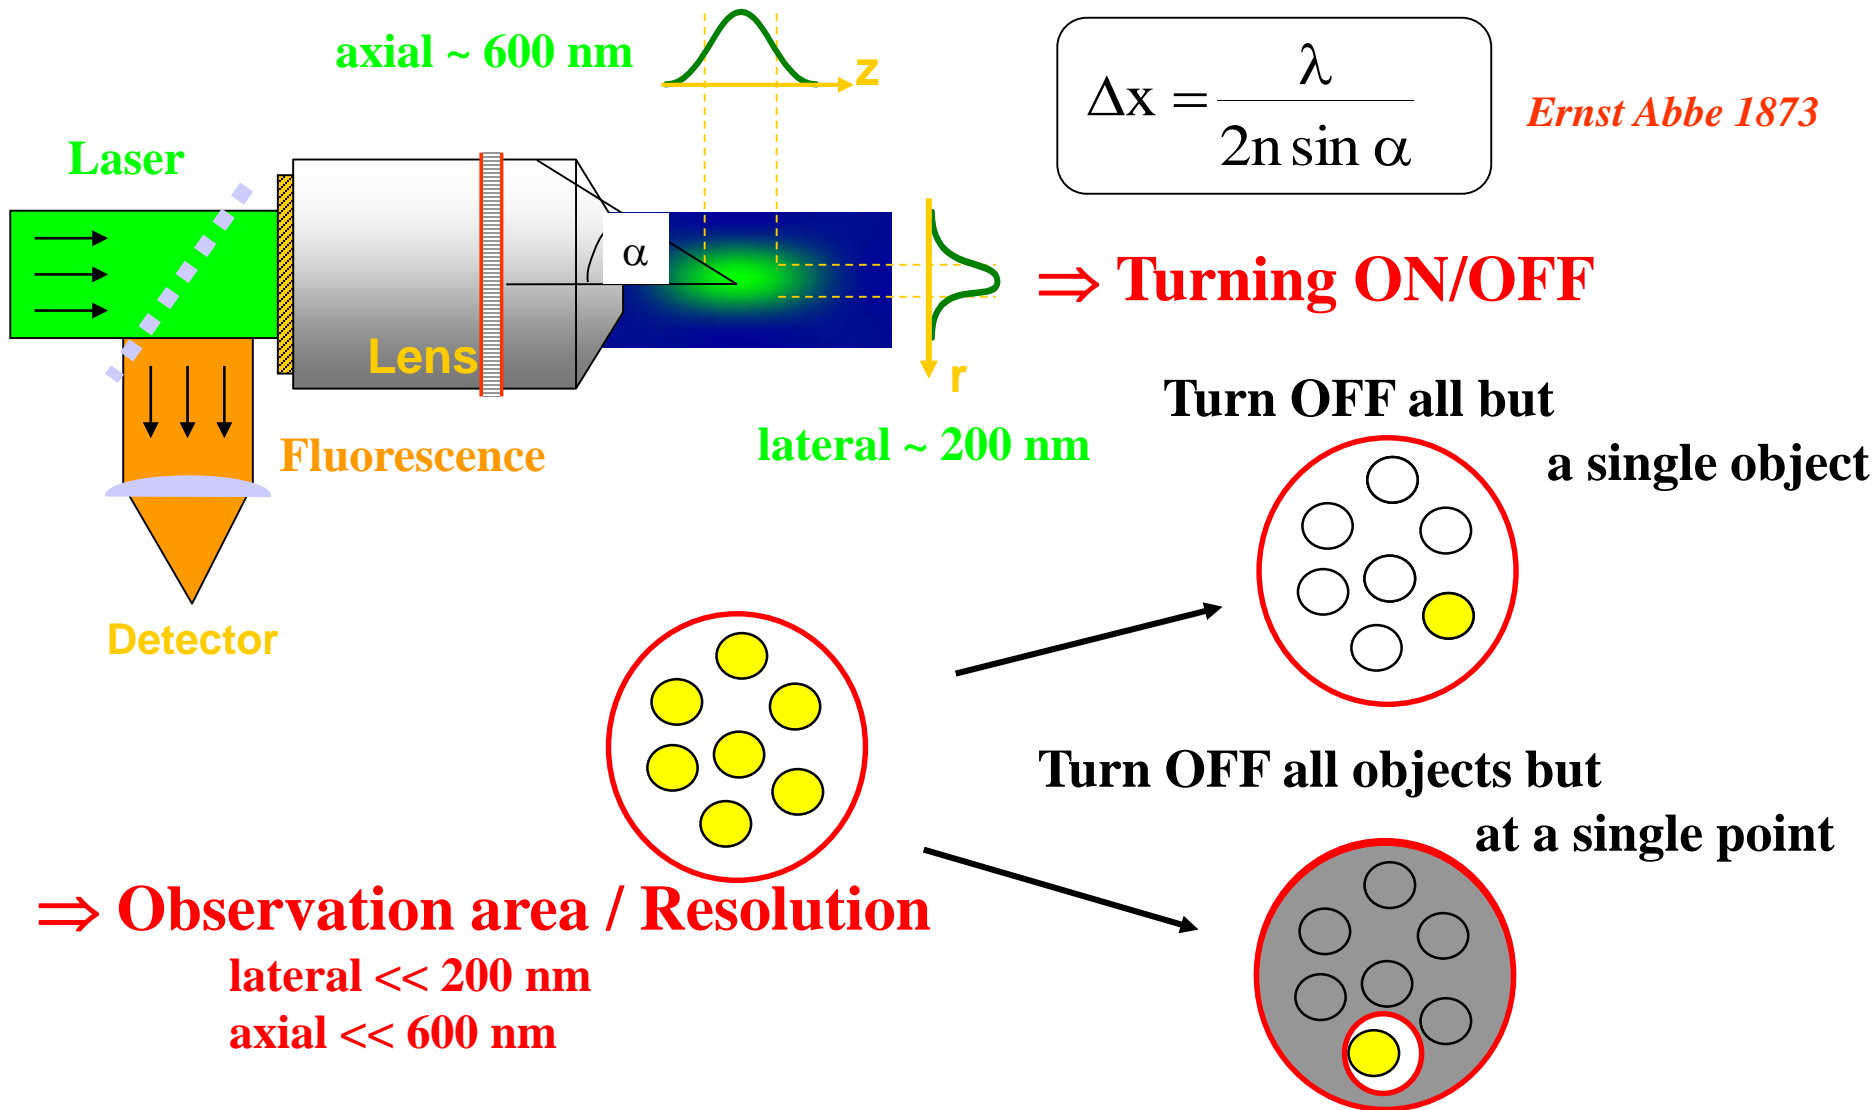 axial ~ 600 nm
z
Δx = λ / 2n sin α
Ernst Abbe 1873
Laser
α
⇒ Turning ON/OFF
Lens
r
Turn OFF all but
a single object
lateral ~ 200 nm
Fluorescence
Detector
Turn OFF all objects but
at a single point
⇒ Observation area / Resolution
lateral << 200 nm
axial << 600 nm